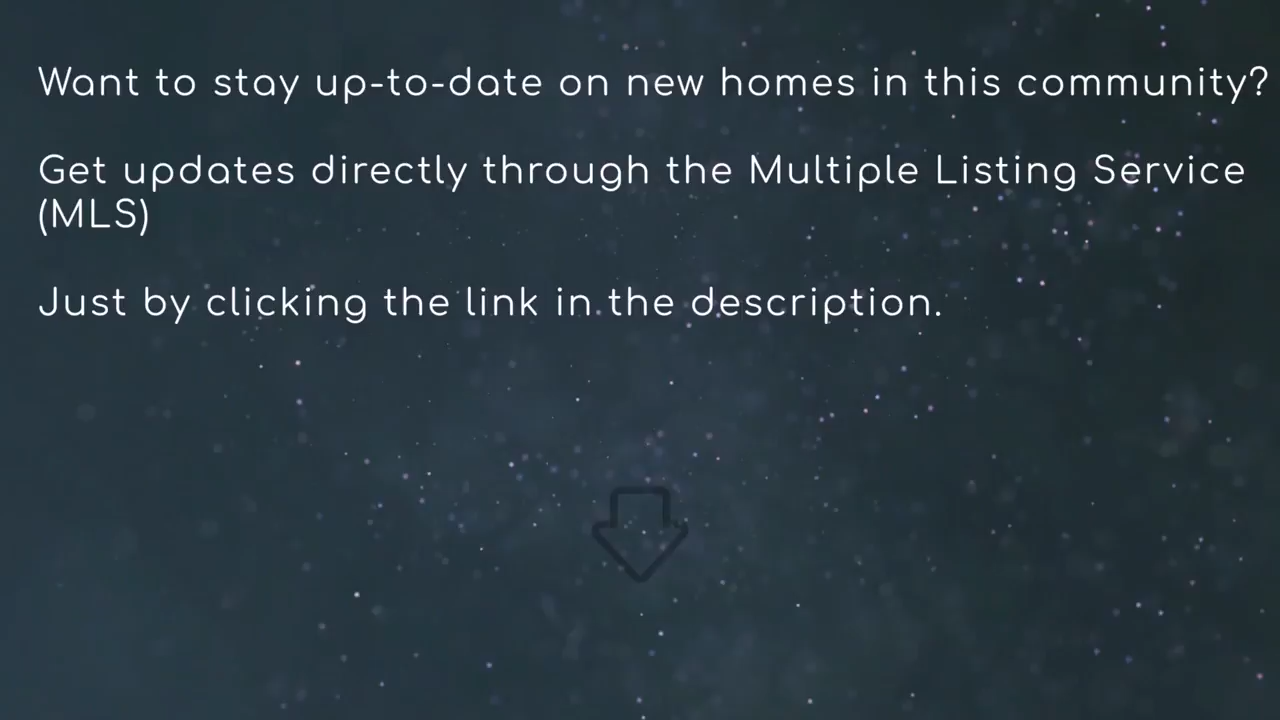 Want to stay up-to-date on new homes in this community?
Get updates directly through the Multiple Listing Service
(MLS)
Just by clicking the link in the description.